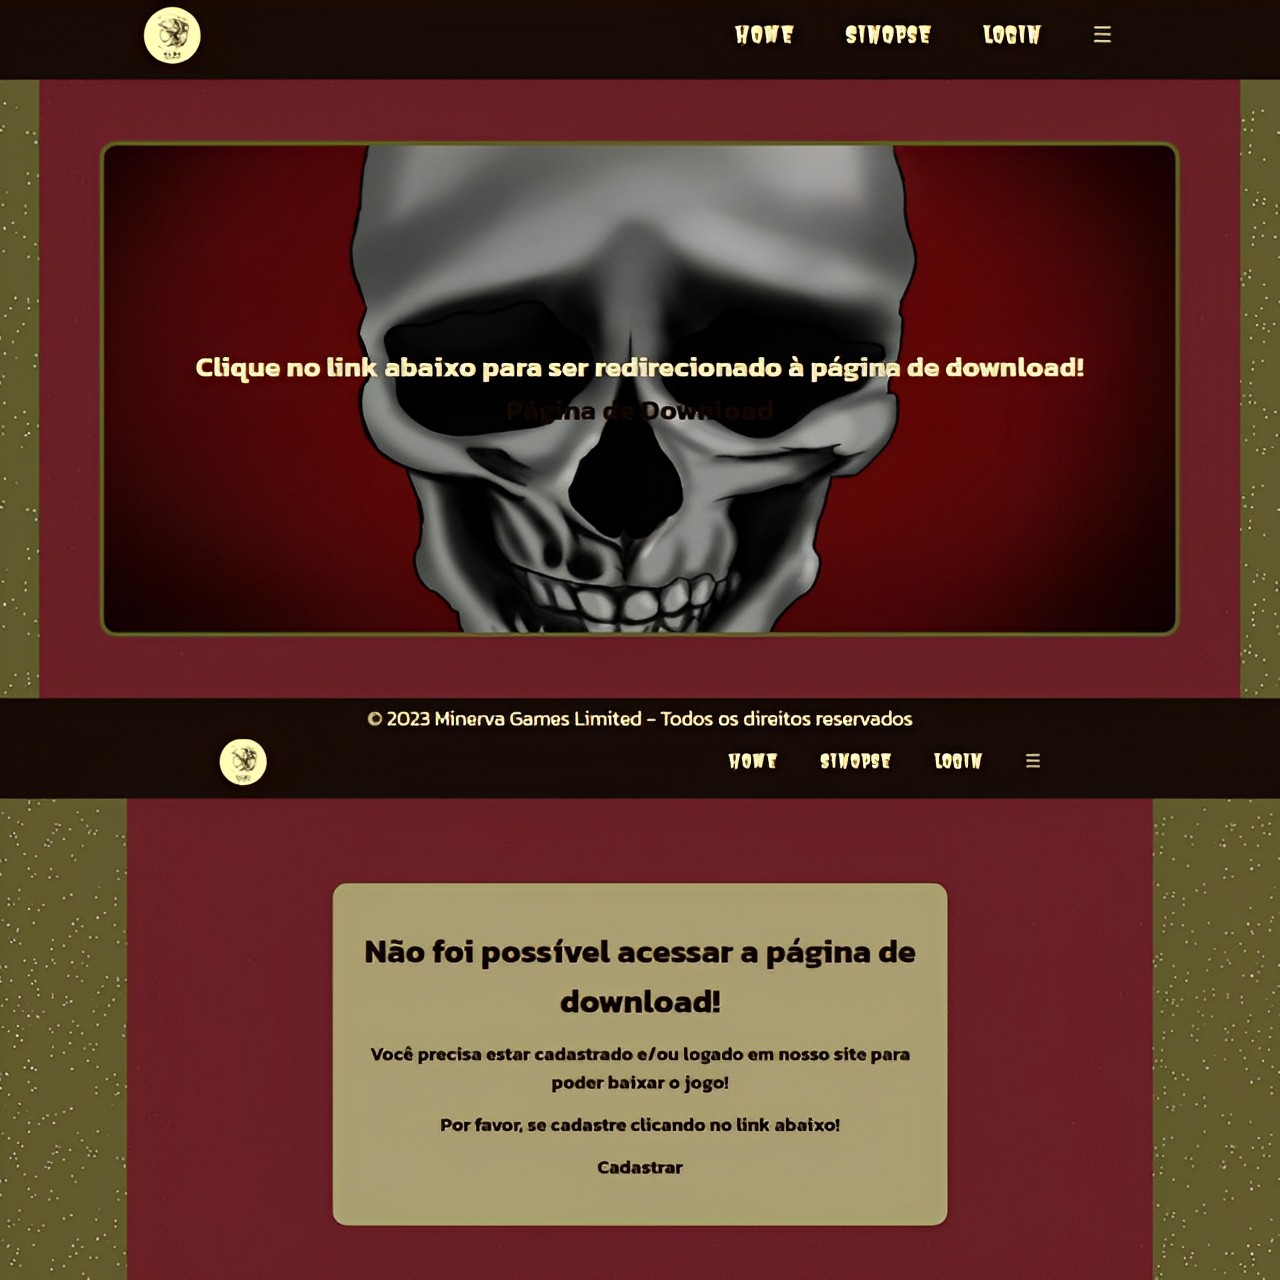 HOME SINOPSE LOGIN ☰
Clique no link abaixo para ser redirecionado à página de download!
Página de Download
© 2023 Minerva Games Limited - Todos os direitos reservados
HOME SINOPSE LOGIN ☰
Não foi possível acessar a página de
download!
Você precisa estar cadastrado e/ou logado em nosso site para
poder baixar o jogo!
Por favor, se cadastre clicando no link abaixo!
Cadastrar